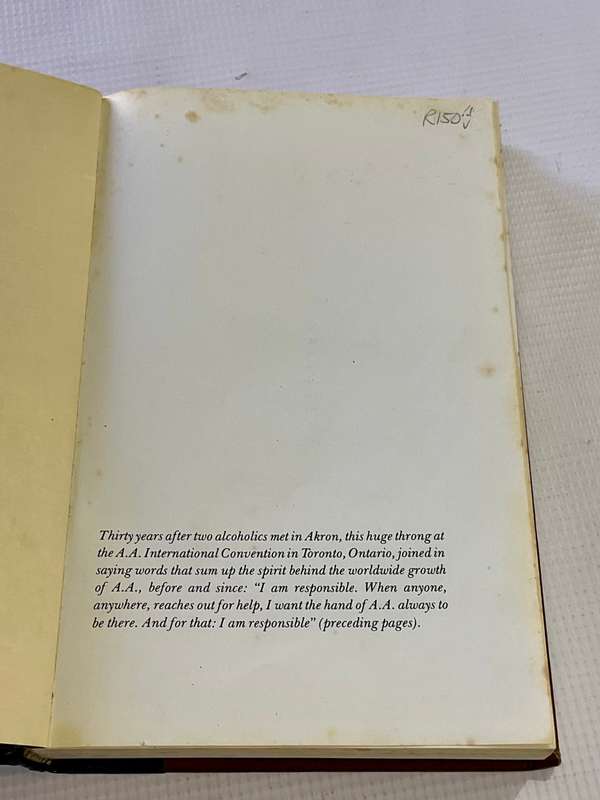 R150
Thirty years after two alcoholics met in Akron, this huge throng at
the A.A. International Convention in Toronto, Ontario, joined in
saying words that sum up the spirit behind the worldwide growth
of A.A., before and since: “I am responsible. When anyone,
anywhere, reaches out for help, I want the hand of A.A. always to
be there. And for that: I am responsible” (preceding pages).